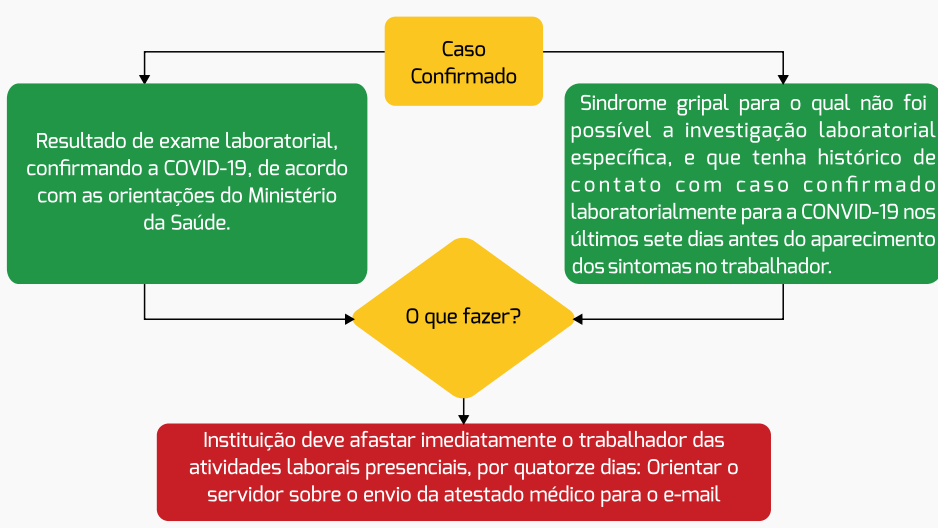 Caso
Confirmado
Resultado de exame laboratorial,
confirmando a COVID-19, de acordo
com as orientações do Ministério
da Saúde.
Sindrome gripal para o qual não foi
possível a investigação laboratorial
específica, e que tenha histórico de
contato com caso confirmado
laboratorialmente para a CONVID-19 nos
últimos sete dias antes do aparecimento
dos sintomas no trabalhador.
O que fazer?
Instituição deve afastar imediatamente o trabalhador das
atividades laborais presenciais, por quatorze dias: Orientar o
servidor sobre o envio da atestado médico para o e-mail